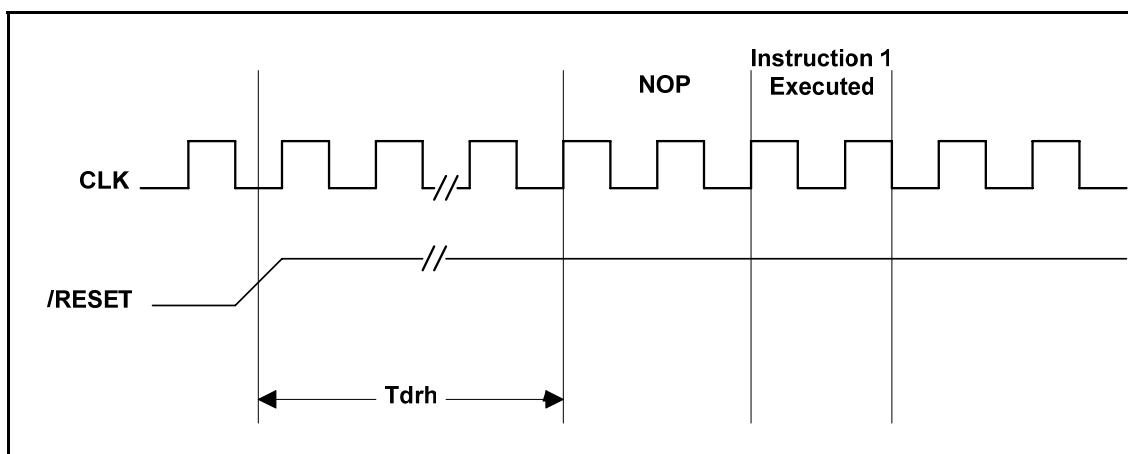 Instruction 1
NOP
Executed
CLK
/RESET
Tdrh